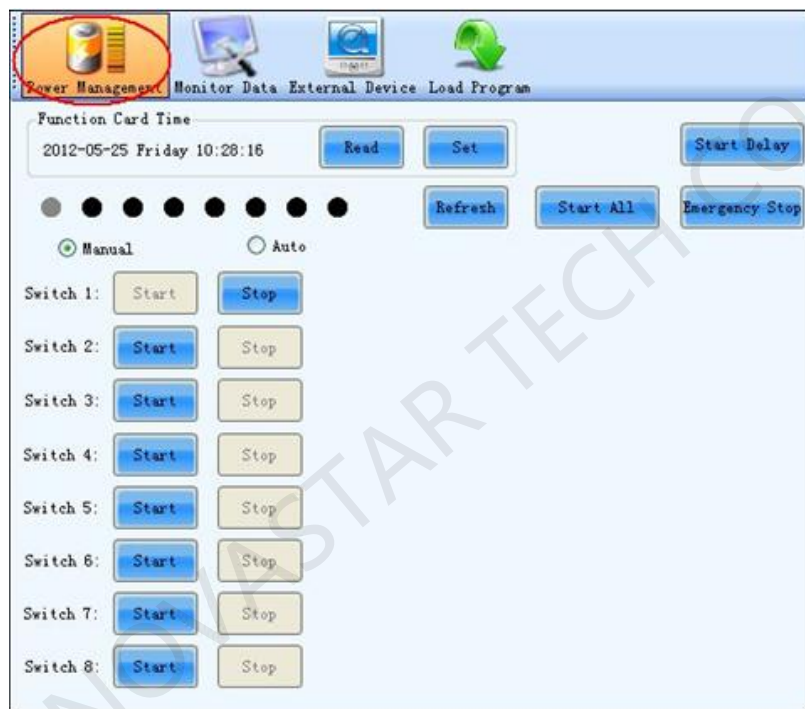 Power Management Monitor Data External Device Load Program
Function Card Time
2012-05-25 Friday 10:28:16 Read Set Start Delay
Refresh Start All Emergency Stop
Manual Auto
Switch 1: Start Stop
Switch 2: Start Stop
Switch 3: Start Stop
Switch 4: Start Stop
Switch 5: Start Stop
Switch 6: Start Stop
Switch 7: Start Stop
Switch 8: Start Stop
NOVASTAR TECH CO